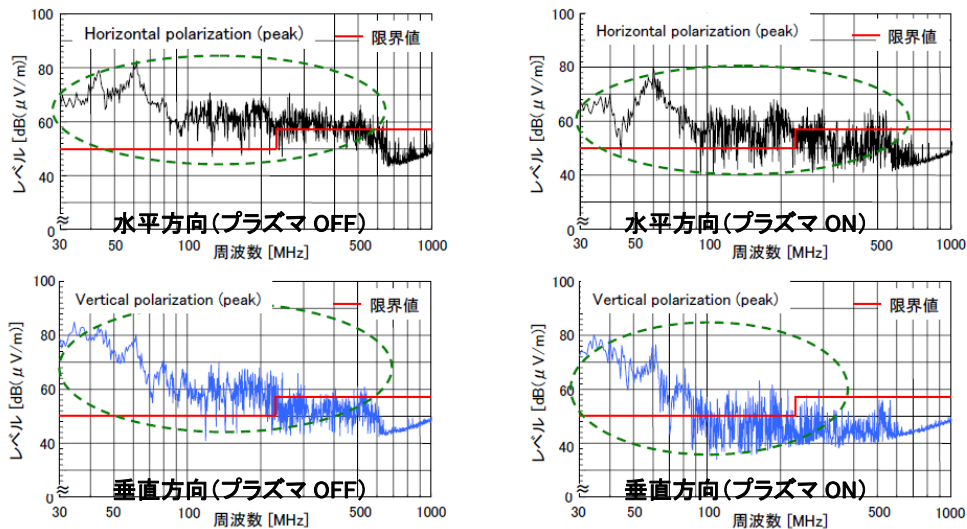 100
Horizontal polarization (peak)
限界値
80
60
40
0
レベル [dB(μV/m)]
水平方向(プラズマ OFF)
30
50
100
500
1000
周波数 [MHz]
100
Horizontal polarization (peak)
限界値
80
60
40
0
レベル [dB(μV/m)]
水平方向(プラズマ ON)
30
50
100
500
1000
周波数 [MHz]
100
Vertical polarization (peak)
限界値
80
60
40
0
レベル [dB(μV/m)]
垂直方向(プラズマ OFF)
30
50
100
500
1000
周波数 [MHz]
100
Vertical polarization (peak)
限界値
80
60
40
0
レベル [dB(μV/m)]
垂直方向(プラズマ ON)
30
50
100
500
1000
周波数 [MHz]